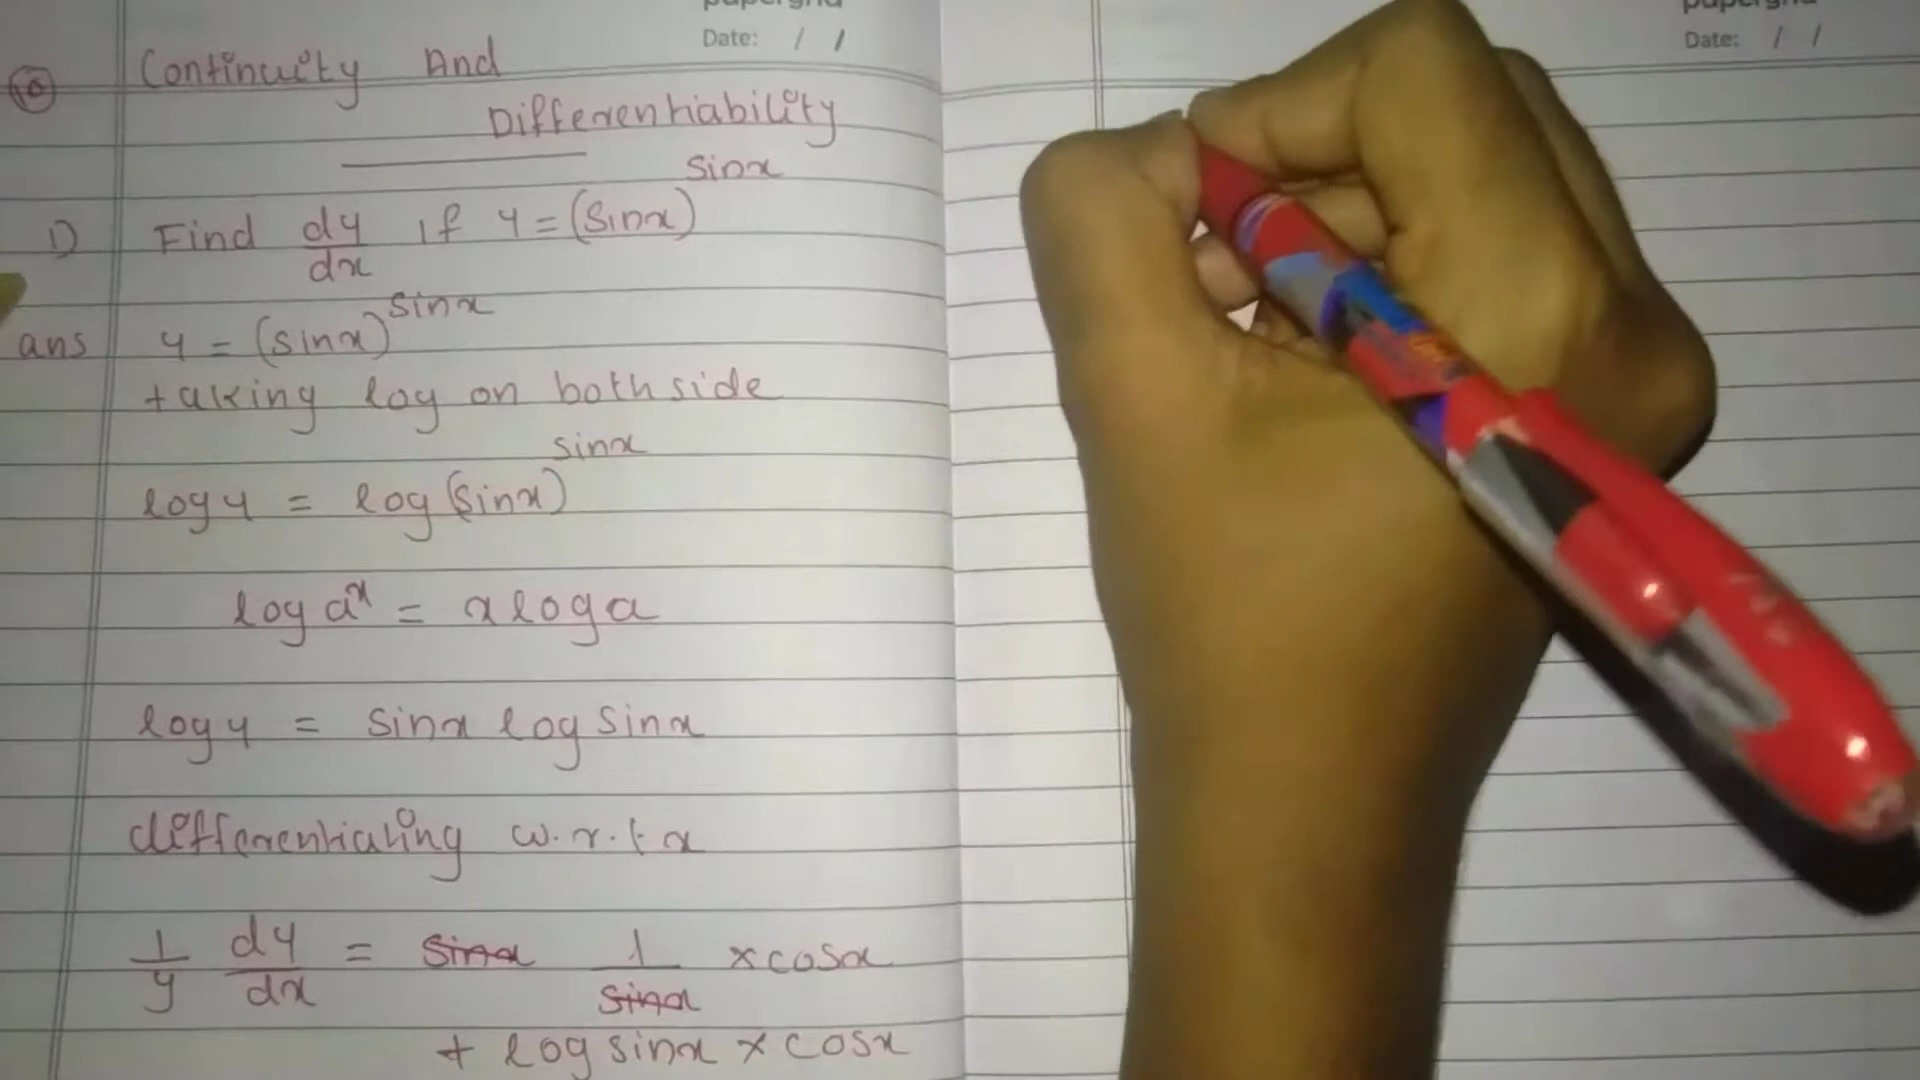 Date: / /
Date: / /
10
Continuity And
Differentiability
1) Find dy/dx if y = (sinx)^sinx
ans y = (sinx)^sinx
taking log on both side
log y = log (sinx)^sinx
log a^x = x log a
log y = sinx log sinx
differentiating w.r.t x
1/y dy/dx = sinx 1/sinx × cosx
+ log sinx × cosx